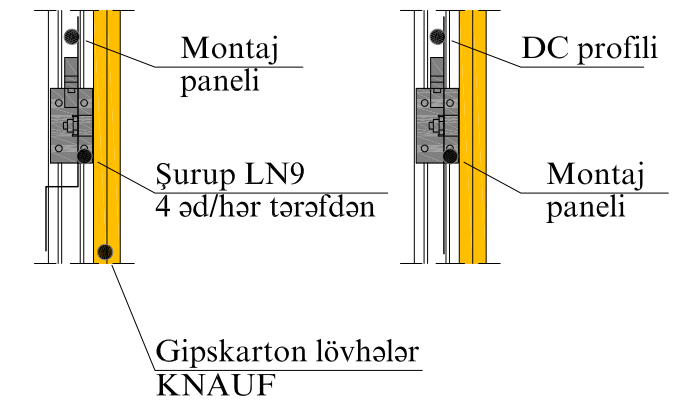 Montaj
paneli
Şurup LN9
4 əd/hər tərəfdən
Gipskarton lövhələr
KNAUF
DC profili
Montaj
paneli